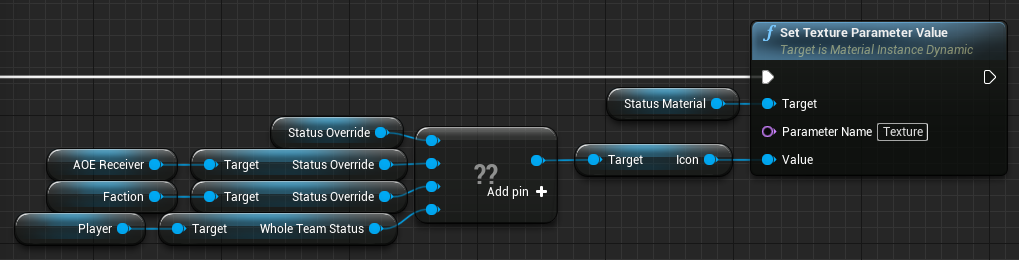 Set Texture Parameter Value
Target is Material Instance Dynamic
Status Material
Target
Parameter Name Texture
Status Override
AOE Receiver
Target Status Override
Faction
Target Status Override
Player
Target Whole Team Status
??
Add pin
Target Icon
Value